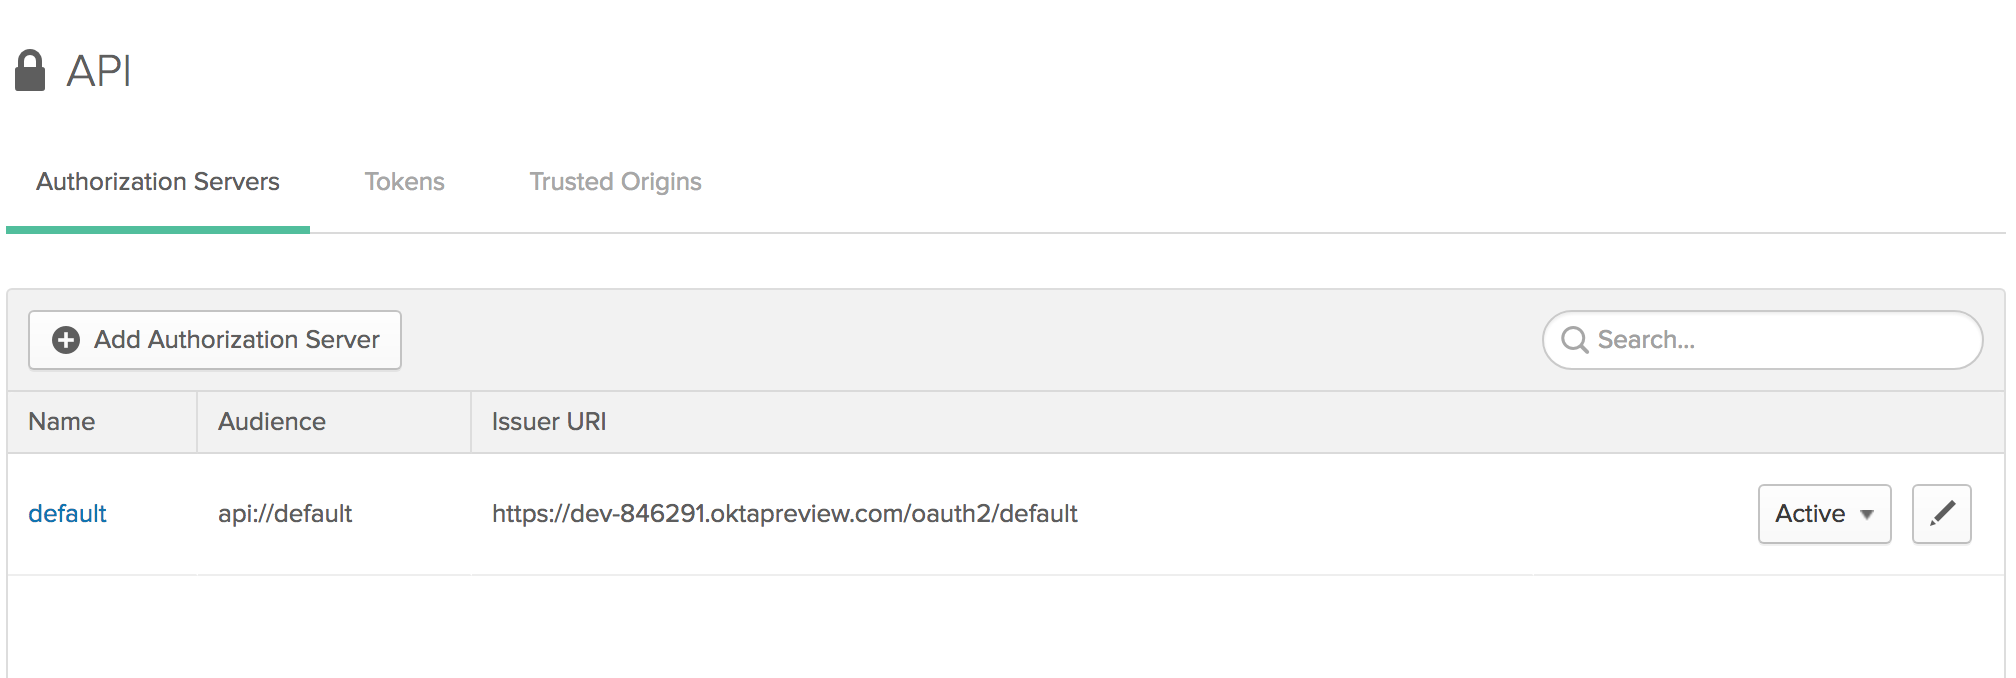 API
Authorization Servers Tokens Trusted Origins
Add Authorization Server Search...
Name Audience Issuer URI
default api://default https://dev-846291.oktapreview.com/oauth2/default Active